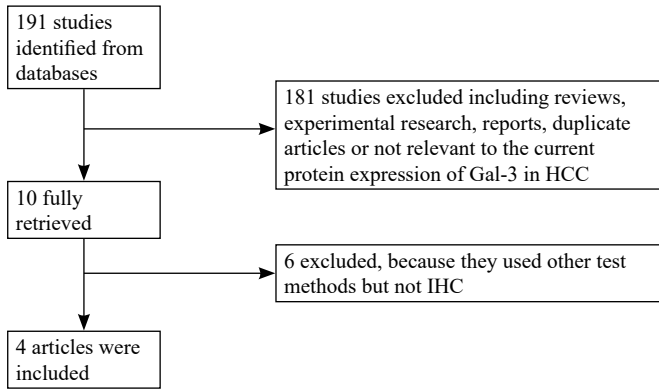 191 studies
identified from
databases
181 studies excluded including reviews,
experimental research, reports, duplicate
articles or not relevant to the current
protein expression of Gal-3 in HCC
10 fully
retrieved
6 excluded, because they used other test
methods but not IHC
4 articles were
included